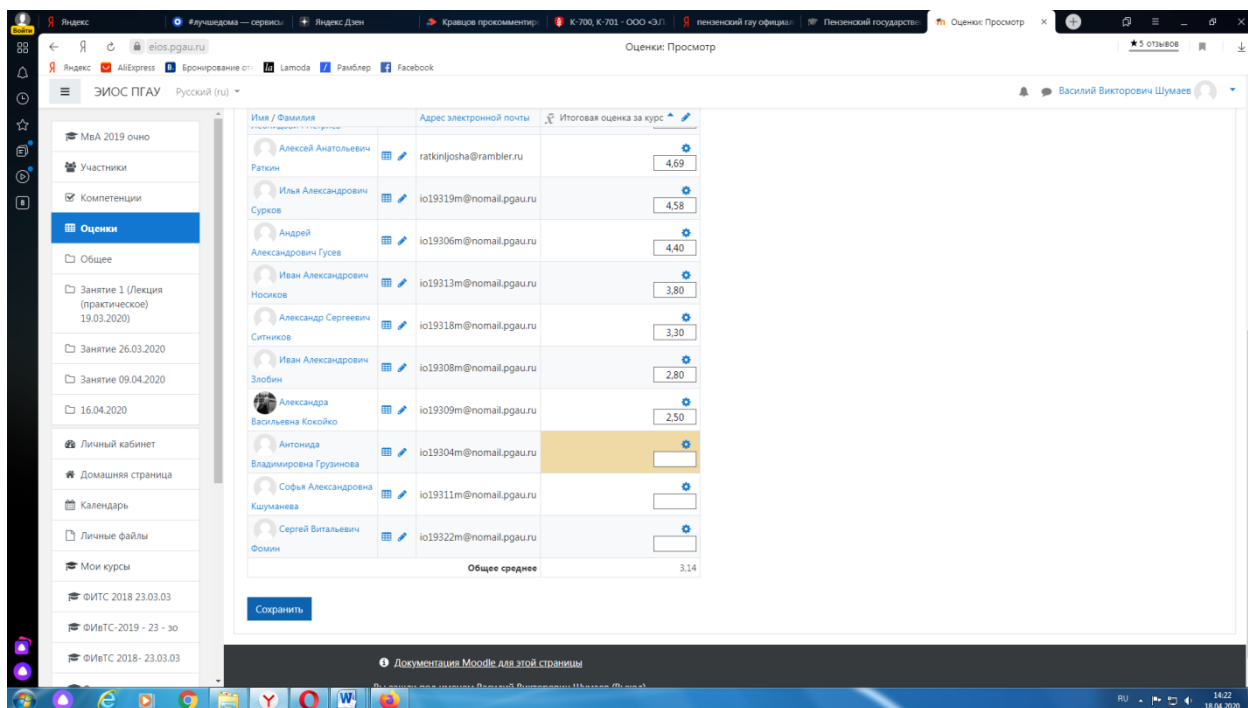 Войти
Яндекс
#лучшедома — сервисы
Яндекс Дзен
Кравцов прокомментир
К-700, К-701 - ООО «ЭЛ
пензенский гау официал
Пензенский государстве
Оценки: Просмотр
eios.pgau.ru
Оценки: Просмотр
★ 5 отзывов
Яндекс
AliExpress
B. Бронирование от
la Lamoda
Рамблер
Facebook
ЭИОС ПГАУ
Русский (ru)
Василий Викторович Шумаев
МвА 2019 очно
Участники
Компетенции
Оценки
Общее
Занятие 1 (Лекция
(практическое)
19.03.2020)
Занятие 26.03.2020
Занятие 09.04.2020
16.04.2020
Личный кабинет
Домашняя страница
Календарь
Личные файлы
Мои курсы
ФИТС 2018 23.03.03
ФИвТС-2019 - 23 - зо
ФИвТС 2018- 23.03.03
Имя / Фамилия Адрес электронной почты Итоговая оценка за курс
Алексей Анатольевич
Раткин
ratkinljosha@rambler.ru
4,69
Илья Александрович
Сурков
io19319m@nomail.pgau.ru
4,58
Андрей
Александрович Гусев
io19306m@nomail.pgau.ru
4,40
Иван Александрович
Носиков
io19313m@nomail.pgau.ru
3,80
Александр Сергеевич
Ситников
io19318m@nomail.pgau.ru
3,30
Иван Александрович
Злобин
io19308m@nomail.pgau.ru
2,80
Александра
Васильевна Кокойко
io19309m@nomail.pgau.ru
2,50
Антонида
Владимировна Грузинова
io19304m@nomail.pgau.ru
Софья Александровна
Кшуманева
io19311m@nomail.pgau.ru
Сергей Витальевич
Фомин
io19322m@nomail.pgau.ru
Общее среднее 3,14
Сохранить
Документация Moodle для этой страницы
RU
14:22
18.04.2020